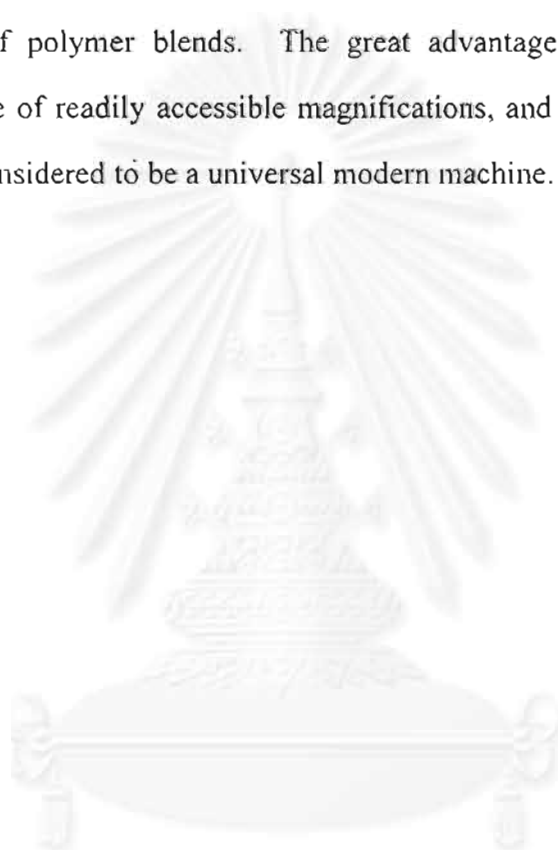 f polymer blends. The great advantage
e of readily accessible magnifications, and
nsidered to be a universal modern machine.